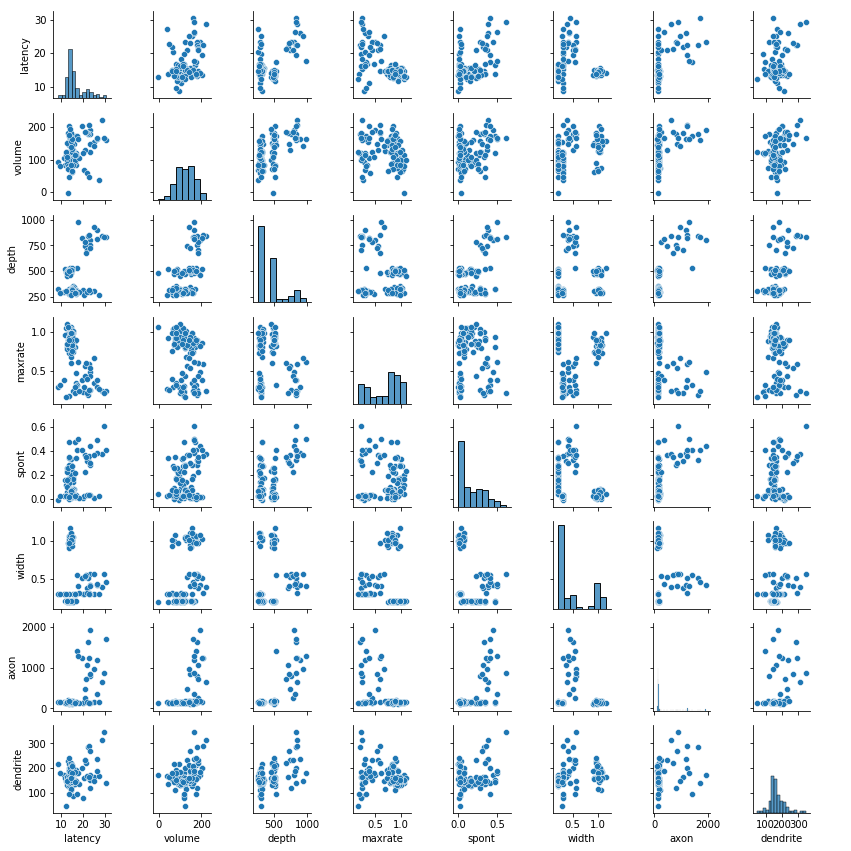 30
20
10
latency
200
100
0
volume
1000
750
500
250
depth
1.0
0.5
maxrate
0.6
0.4
0.2
0.0
spont
1.0
0.5
width
2000
1000
0
axon
300
200
100
dendrite
10 20 30 0 200 500 1000 0.5 1.0 0.0 0.5 0.5 1.0 0 2000 100 200 300
latency volume depth maxrate spont width axon dendrite